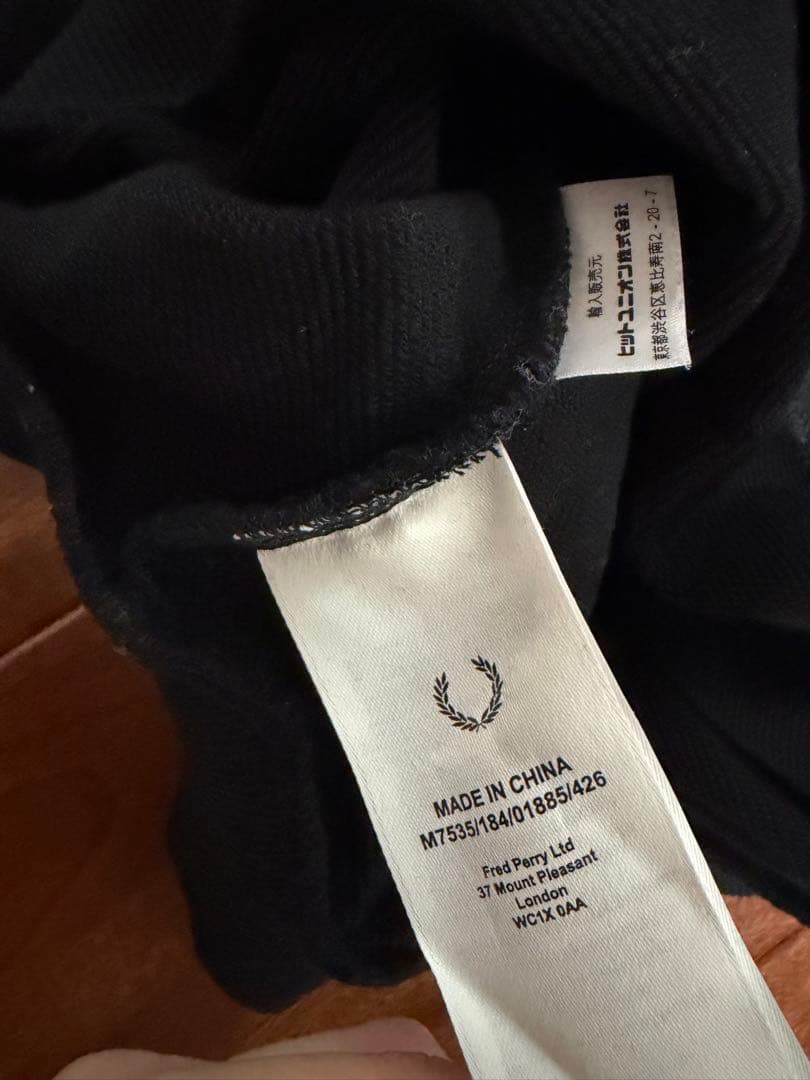 輸入販売元
ヒットユニオン株式会社
東京都渋谷区恵比寿南2-20-7
MADE IN CHINA
M7535/184/01885/426
Fred Perry Ltd
37 Mount Pleasant
London
WC1X 0AA